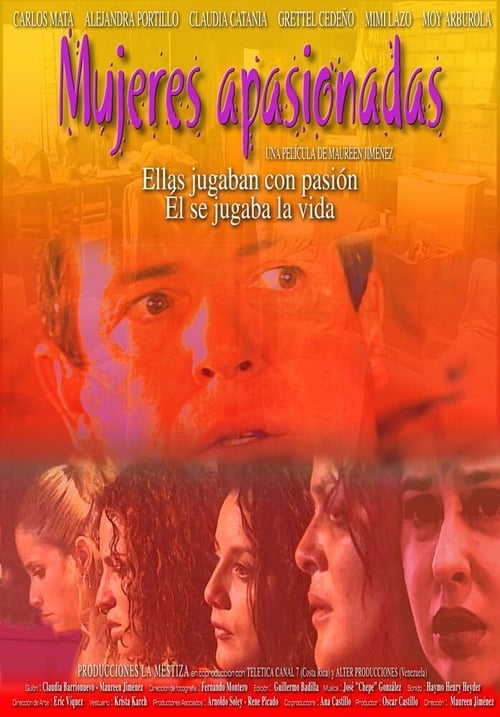 CARLOS MATA   ALEJANDRA PORTILLO   CLAUDIA CATANIA   GRETTEL CEDEÑO   MIMI LAZO   MOY ARBUROLA
Mujeres apasionadas
UNA PELÍCULA DE MAUREEN JIMÉNEZ
Ellas jugaban con pasión
Él se jugaba la vida
PRODUCCIONES LA MESTIZA en coproducción con TELETICA CANAL 7 (Costa Rica) y ALTER PRODUCCIONES (Venezuela)
Guión: Claudia Barrionuevo - Maureen Jiménez   Dirección de fotografía: Fernando Montero   Edición: Guillermo Badilla   Música: José "Chepe" González   Sonido: Haymo Henry Heyder
Dirección de Arte: Eric Víquez   Vestuario: Krista Karch   Productores Asociados: Arnoldo Soley - Rene Picado   Coproductora: Ana Castillo   Productor: Oscar Castillo   Dirección: Maureen Jiménez